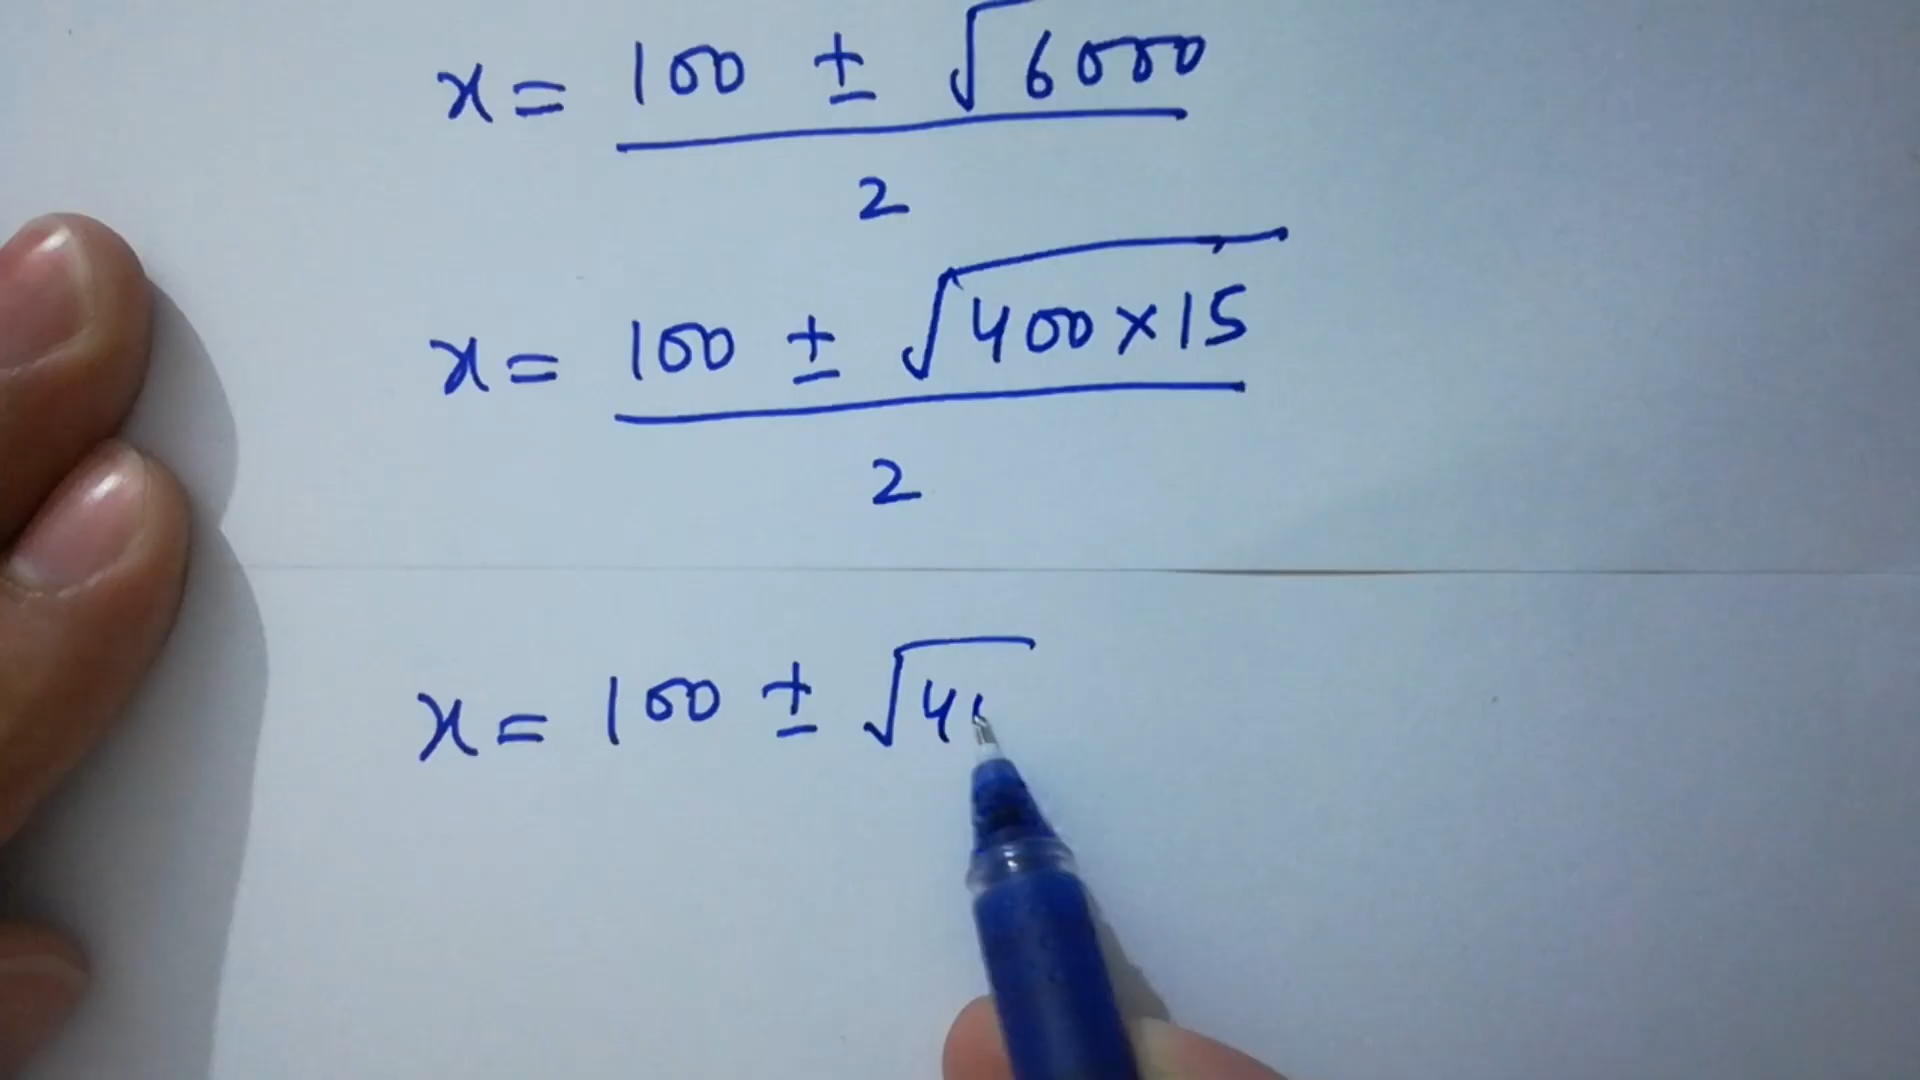 x = 100 ± √6000
2
x = 100 ± √400×15
2
x = 100 ± √4